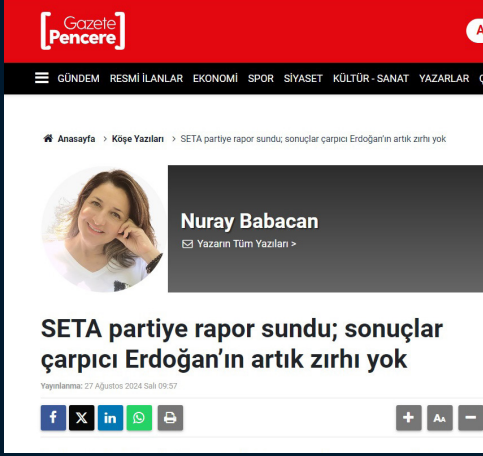 Gazete
Pencere
A
GÜNDEM RESMİ İLANLAR EKONOMİ SPOR SİYASET KÜLTÜR - SANAT YAZARLAR
Anasayfa > Köşe Yazıları > SETA partiye rapor sundu; sonuçlar çarpıcı Erdoğan'ın artık zırhı yok
Nuray Babacan
Yazarın Tüm Yazıları >
SETA partiye rapor sundu; sonuçlar
çarpıcı Erdoğan'ın artık zırhı yok
Yayınlanma: 27 Ağustos 2024 Salı 09:57
f X in + AA −